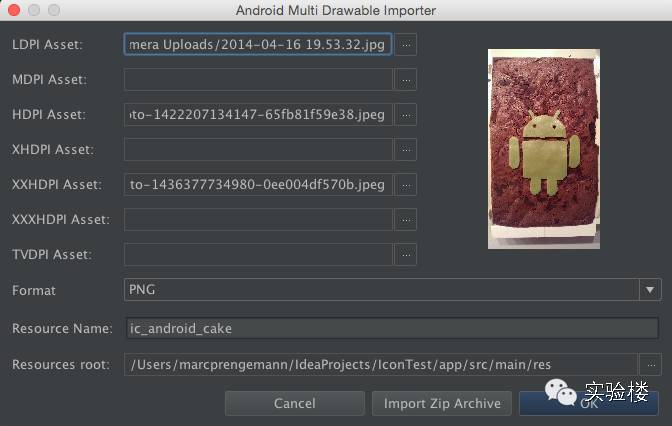 Android Multi Drawable Importer
LDPI Asset: mera Uploads/2014-04-16 19.53.32.jpg ...
MDPI Asset: ...
HDPI Asset: oto-1422207134147-65fb81f59e38.jpeg ...
XHDPI Asset: ...
XXHDPI Asset: to-1436377734980-0ee004df570b.jpeg ...
XXXHDPI Asset: ...
TVDPI Asset: ...
Format PNG
Resource Name: ic_android_cake
Resources root: /Users/marcprengemann/IdeaProjects/IconTest/app/src/main/res ...
Cancel Import Zip Archive OK
实验楼